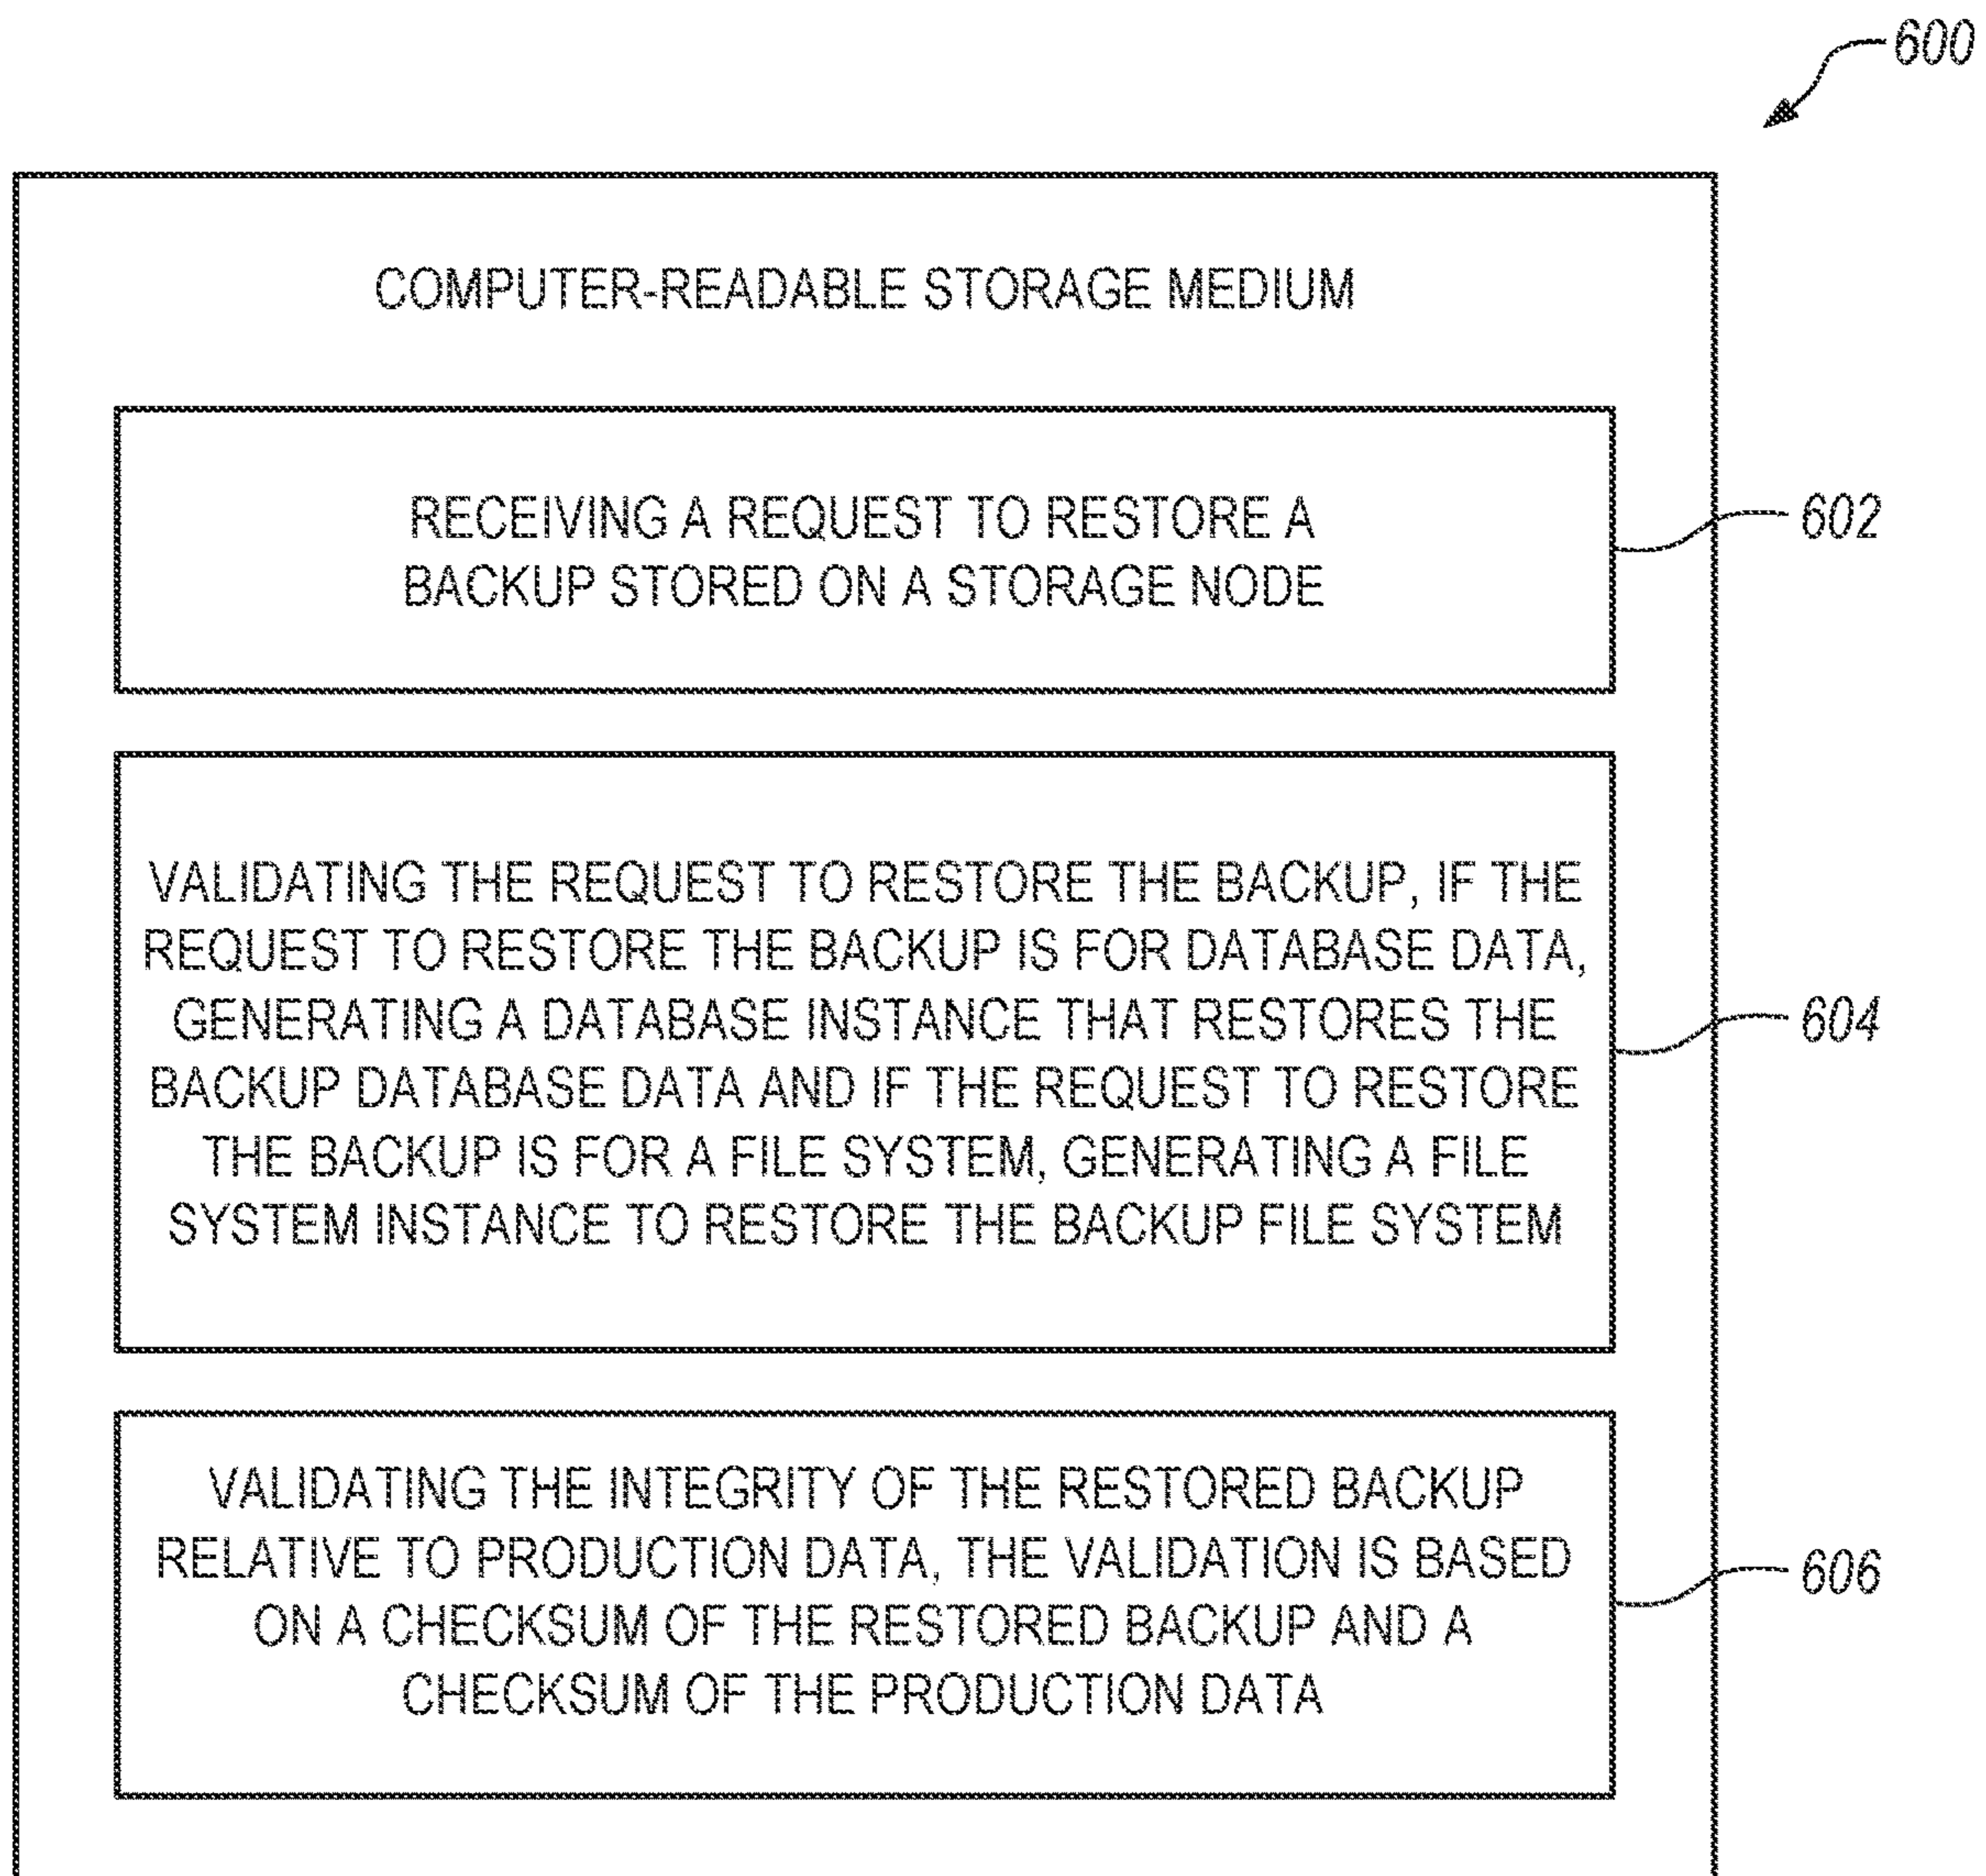 600
COMPUTER-READABLE STORAGE MEDIUM
RECEIVING A REQUEST TO RESTORE A
BACKUP STORED ON A STORAGE NODE
602
VALIDATING THE REQUEST TO RESTORE THE BACKUP, IF THE
REQUEST TO RESTORE THE BACKUP IS FOR DATABASE DATA,
GENERATING A DATABASE INSTANCE THAT RESTORES THE
BACKUP DATABASE DATA AND IF THE REQUEST TO RESTORE
THE BACKUP IS FOR A FILE SYSTEM, GENERATING A FILE
SYSTEM INSTANCE TO RESTORE THE BACKUP FILE SYSTEM
604
VALIDATING THE INTEGRITY OF THE RESTORED BACKUP
RELATIVE TO PRODUCTION DATA, THE VALIDATION IS BASED
ON A CHECKSUM OF THE RESTORED BACKUP AND A
CHECKSUM OF THE PRODUCTION DATA
606